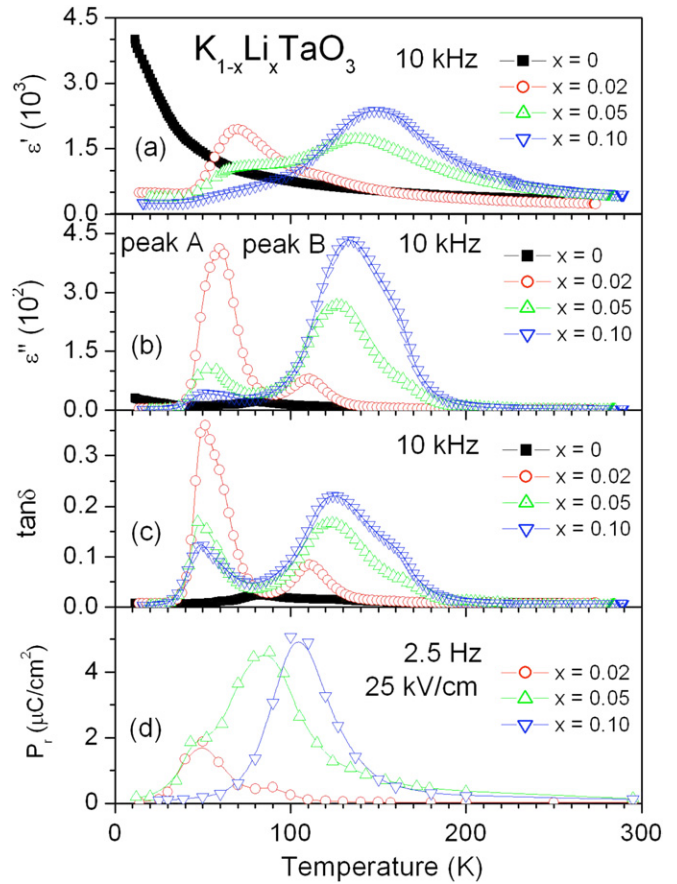 K1-xLixTaO3 10 kHz
x = 0
x = 0.02
x = 0.05
x = 0.10
4.5
3.0
1.5
0.0
ε' (10³)
(a)
peak A peak B 10 kHz
x = 0
x = 0.02
x = 0.05
x = 0.10
4.5
3.0
1.5
0.0
ε'' (10²)
(b)
10 kHz
x = 0
x = 0.02
x = 0.05
x = 0.10
0.3
0.2
0.1
0.0
tanδ
(c)
2.5 Hz
25 kV/cm
x = 0.02
x = 0.05
x = 0.10
4
2
0
Pr (μC/cm²)
(d)
0 100 200 300
Temperature (K)